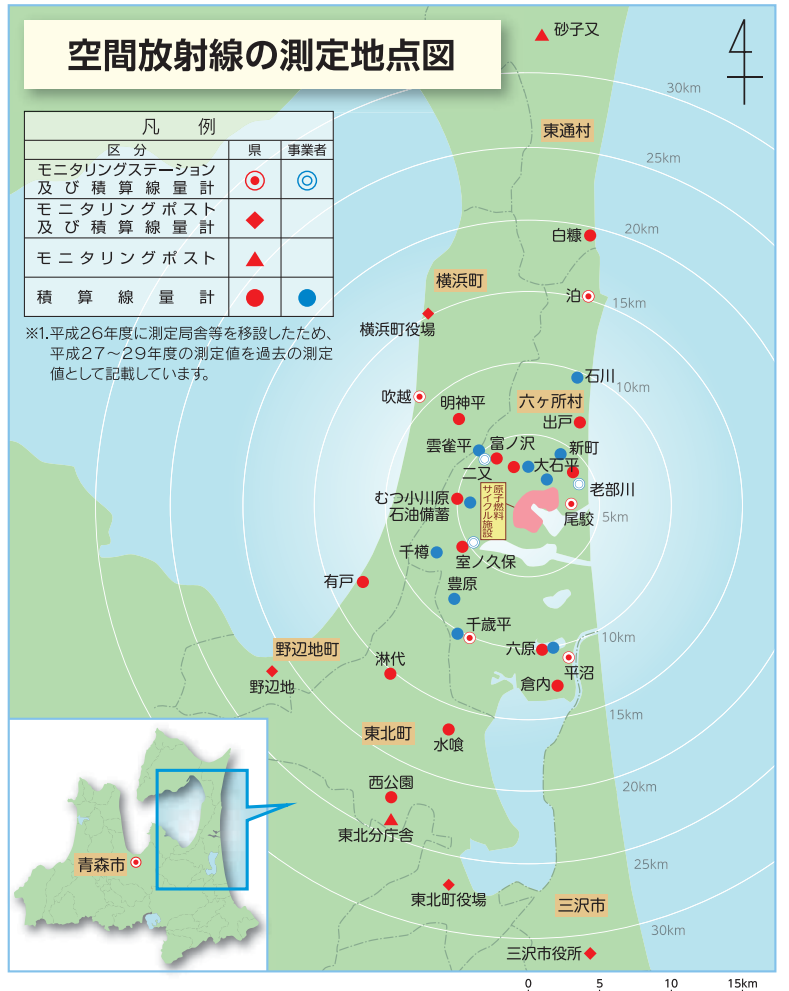 空間放射線の測定地点図
凡 例
区 分 県 事業者
モニタリングステーション
及び積算線量計
モニタリングポスト
及び積算線量計
モニタリングポスト
積算線量計
※1.平成26年度に測定局舎等を移設したため、
平成27～29年度の測定値を過去の測定
値として記載しています。
砂子又
30km
東通村
25km
20km
白糠
横浜町
泊
15km
横浜町役場
石川
10km
吹越
明神平
六ヶ所村
出戸
雲雀平
富ノ沢
新町
二又
大石平
老部川
むつ小川原
石油備蓄
原子燃料
サイクル施設
尾駮
5km
千樽
室ノ久保
有戸
豊原
千歳平
10km
野辺地町
六原
淋代
平沼
野辺地
倉内
15km
東北町
水喰
西公園
20km
東北分庁舎
25km
青森市
東北町役場
三沢市
30km
三沢市役所
0 5 10 15km